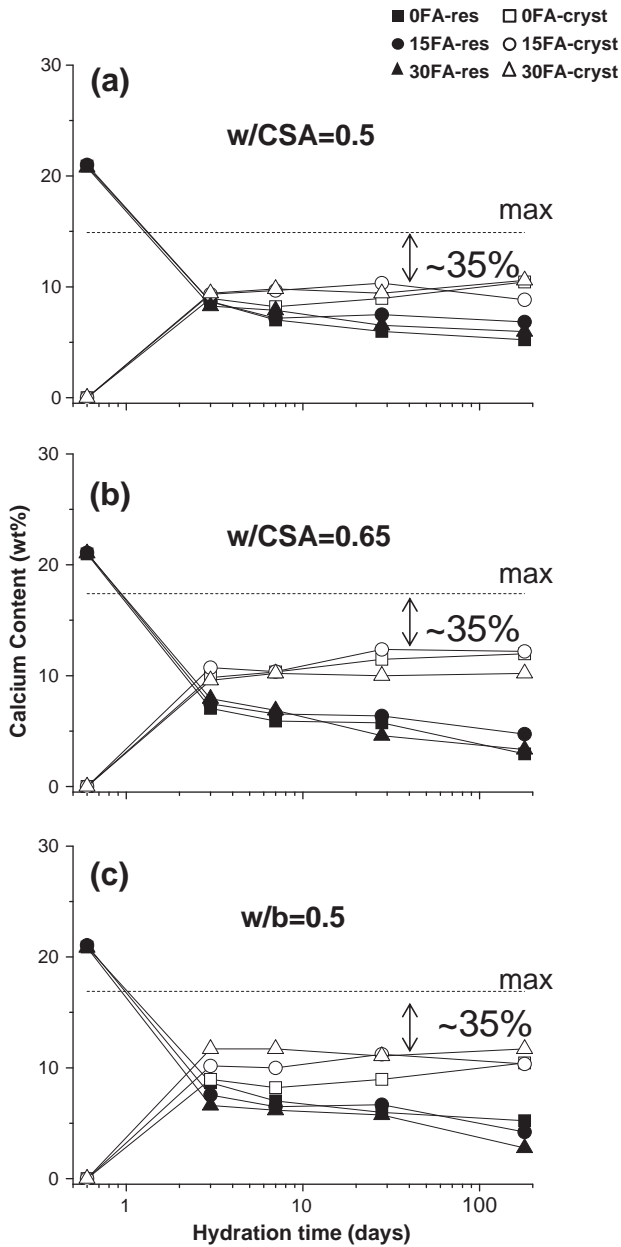 0FA-res 0FA-cryst
15FA-res 15FA-cryst
30FA-res 30FA-cryst
(a)
w/CSA=0.5
max
~35%
30
20
10
0
(b)
w/CSA=0.65
max
~35%
30
20
10
0
Calcium Content (wt%)
(c)
w/b=0.5
max
~35%
30
20
10
0
1 10 100
Hydration time (days)